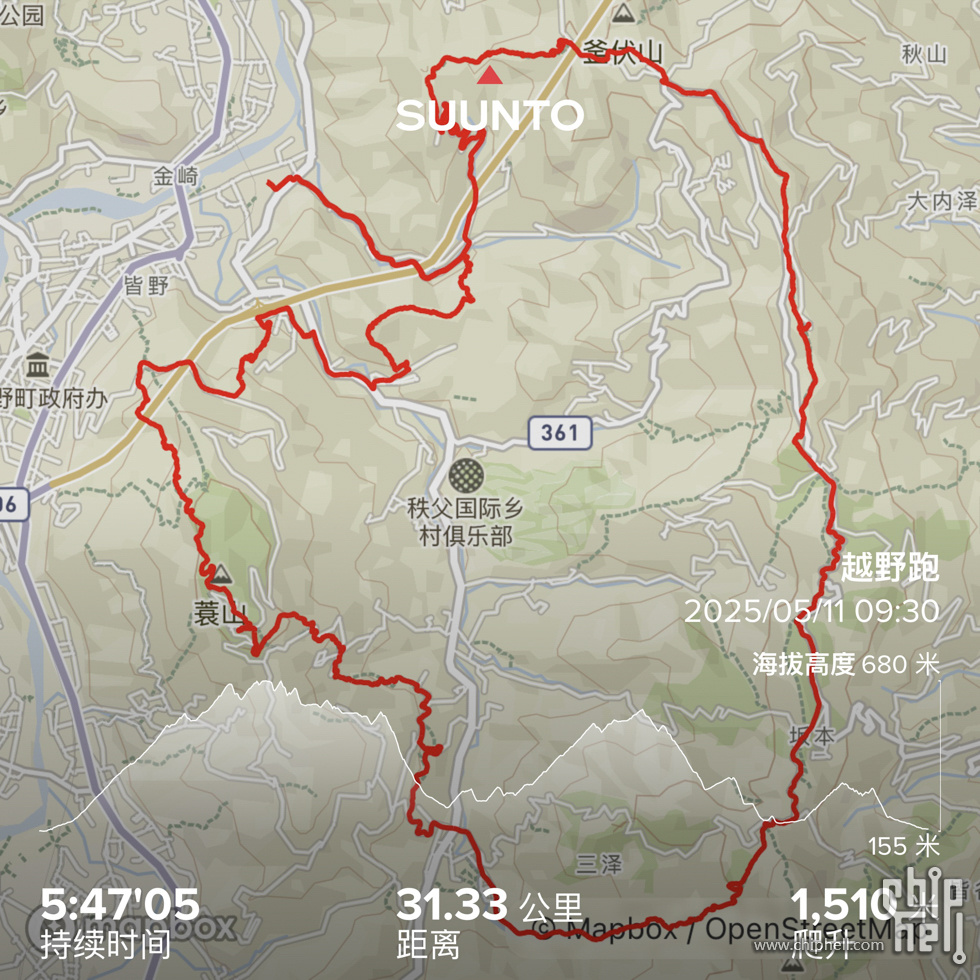 公园
釜伏山
秋山
SUUNTO
金崎
大内泽
皆野
野町政府办
361
秩父国际乡
村俱乐部
越野跑
2025/05/11 09:30
蓑山
海拔高度 680 米
坂本
155 米
三泽
5:47'05
31.33 公里
1,510 米
© Mapbox / OpenStreetMap
持续时间
距离
爬升
www.chiphell.com
chip
hell